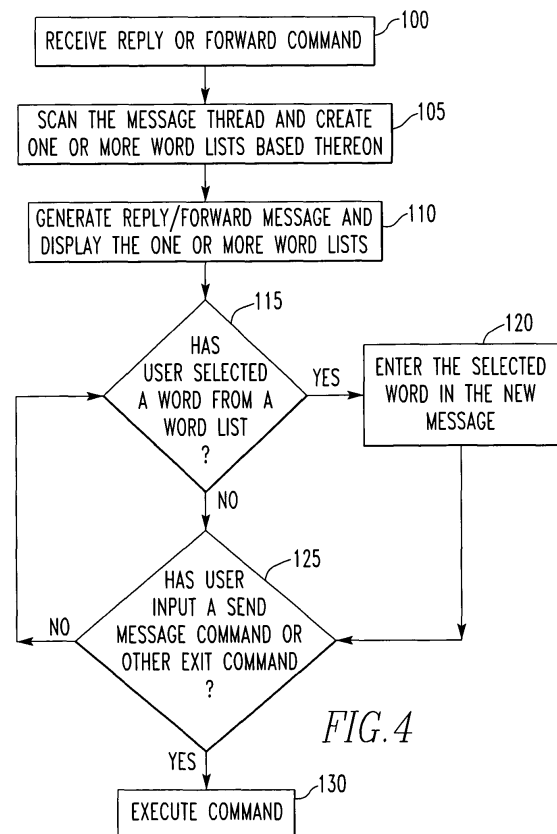 RECEIVE REPLY OR FORWARD COMMAND
100
SCAN THE MESSAGE THREAD AND CREATE
ONE OR MORE WORD LISTS BASED THEREON
105
GENERATE REPLY/FORWARD MESSAGE AND
DISPLAY THE ONE OR MORE WORD LISTS
110
115
HAS
USER SELECTED
A WORD FROM A
WORD LIST
?
YES
120
ENTER THE SELECTED
WORD IN THE NEW
MESSAGE
NO
125
HAS USER
INPUT A SEND
MESSAGE COMMAND OR
OTHER EXIT COMMAND
?
NO
FIG.4
YES
130
EXECUTE COMMAND